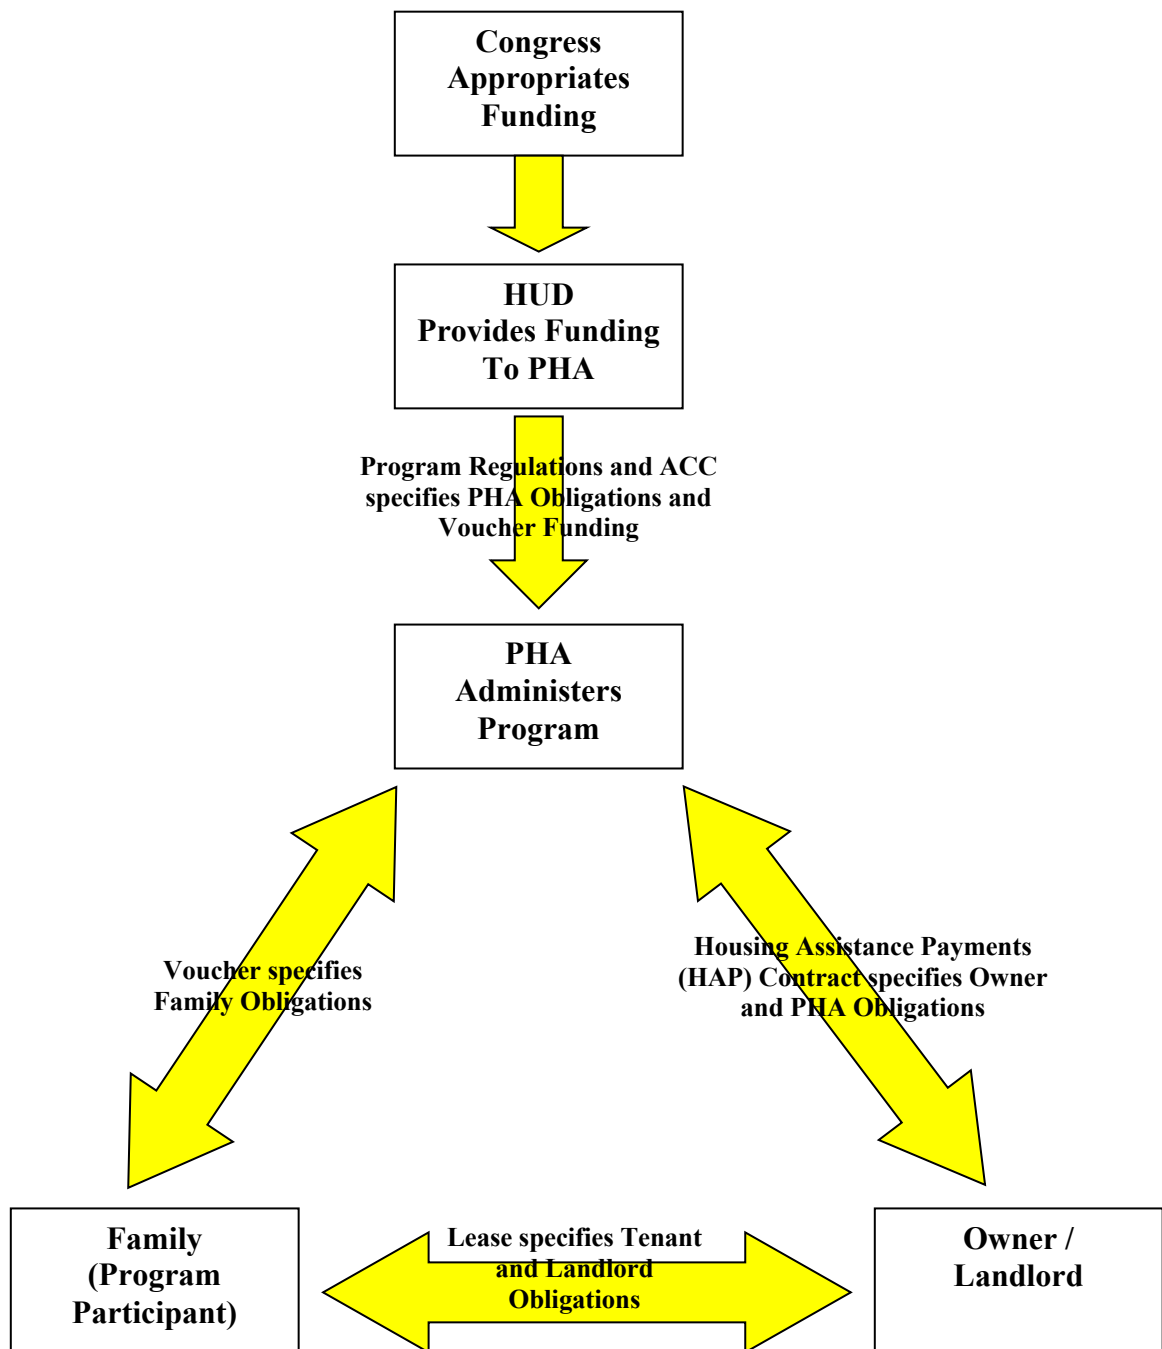 Congress
Appropriates
Funding
HUD
Provides Funding
To PHA
Program Regulations and ACC
specifies PHA Obligations and
Voucher Funding
PHA
Administers
Program
Voucher specifies
Family Obligations
Housing Assistance Payments
(HAP) Contract specifies Owner
and PHA Obligations
Family
(Program
Participant)
Lease specifies Tenant
and Landlord
Obligations
Owner /
Landlord